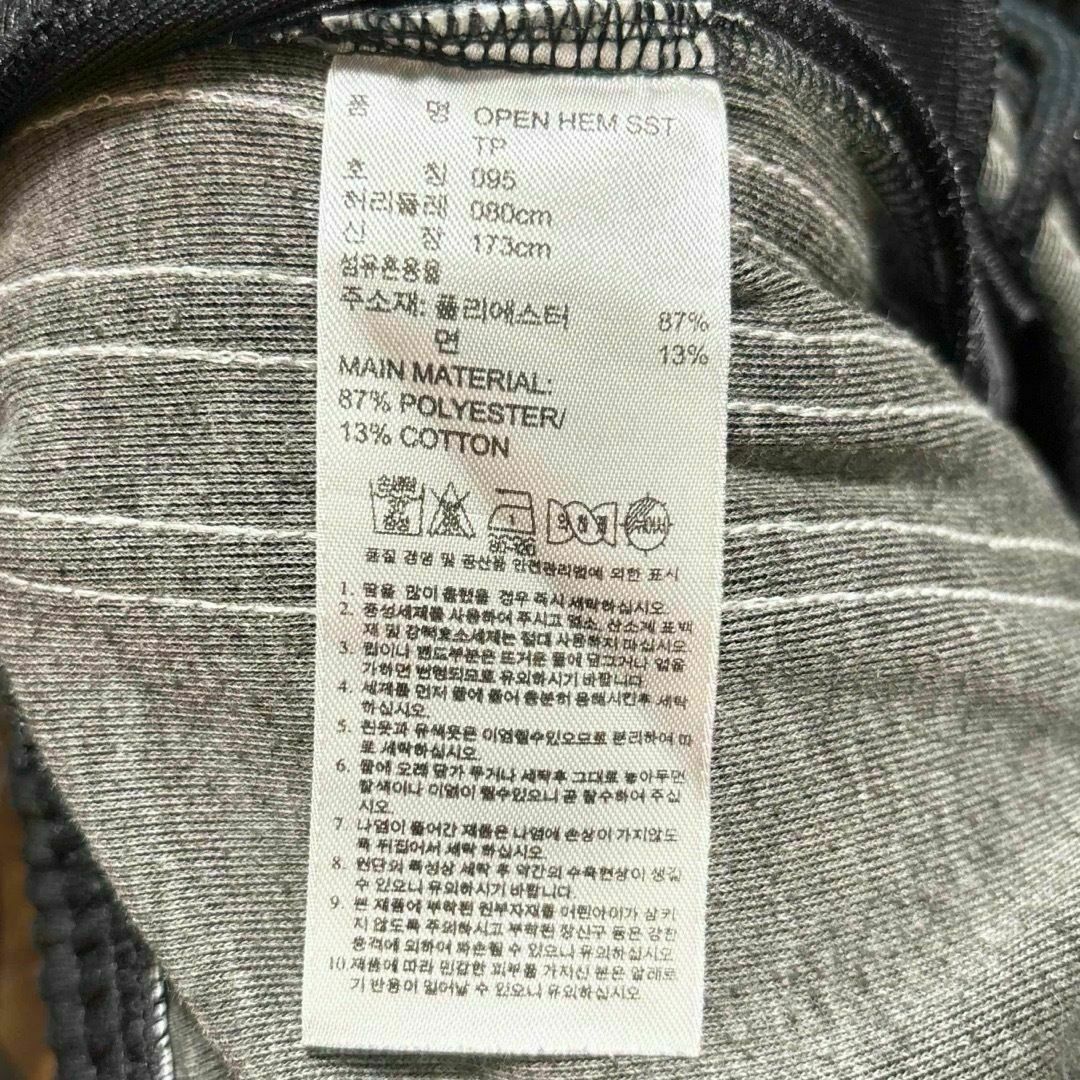 품 명 OPEN HEM SST
TP
호 칭 095
허리둘레 080cm
신 장 173cm
섬유혼용율
주소재: 폴리에스터 87%
면 13%
MAIN MATERIAL:
87% POLYESTER/
13% COTTON
손세탁
중성
80-120
품질 경영 및 공산품 안전관리법에 의한 표시
1. 땀을 많이 흘렸을 경우 즉시 세탁하십시오.
2. 중성세제를 사용하여 주시고 염소, 산소계 표백
제 및 강력효소세제는 절대 사용하지 마십시오
3. 립이나 밴드부분은 뜨거운 물에 담그거나 열을
가하면 변형되므로 유의하시기 바랍니다.
4. 세제를 먼저 물에 풀어 충분히 용해시킨후 세탁
하십시오.
5. 흰옷과 유색옷은 이염될수있으므로 분리하여 따
로 세탁하십시오.
6. 물에 오래 담가 두거나 세탁후 그대로 놓아두면
탈색이나 이염이 될수있으니 곧 탈수하여 주십
시오.
7. 나염이 들어간 제품은 나염에 손상이 가지않도
록 뒤집어서 세탁 하십시오.
8. 원단의 특성상 세탁 후 약간의 수축현상이 생길
수 있으니 유의하시기 바랍니다.
9. 본 제품에 부착된 원부자재를 어린아이가 삼키
지 않도록 주의하시고 부착된 장신구 등은 강한
충격에 의하여 파손될 수 있으니 유의하십시오
10.제품에 따라 민감한 피부를 가지신 분은 알레르
기 반응이 일어날 수 있으니 유의하십시오